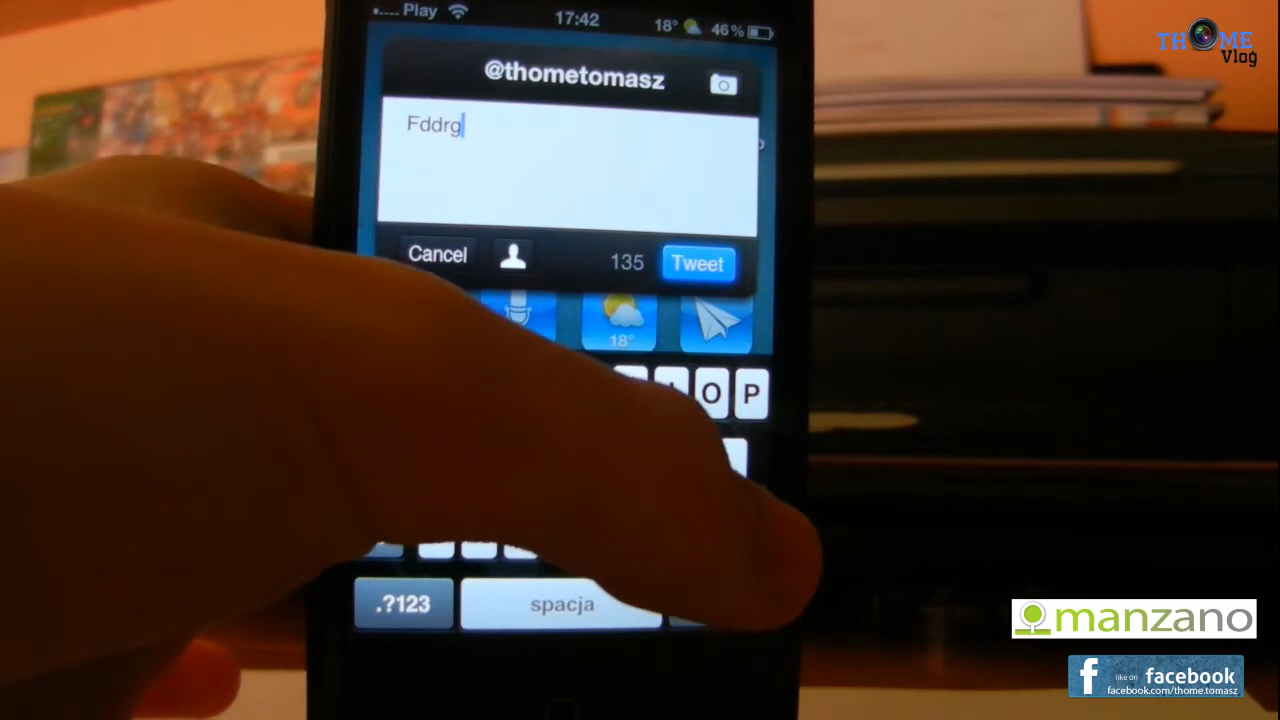 Play 17:42 18° 46%
THOME
Vlog
@thometomasz
Fddrg
Cancel 135 Tweet
18°
O P
.?123 spacja
manzano
like on facebook
facebook.com/thome.tomasz